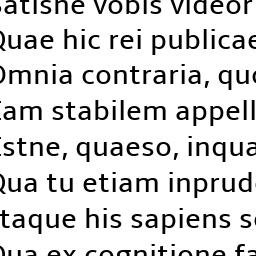 Satisne vobis videor
Quae hic rei publicae
Omnia contraria, quo
Eam stabilem appell
Estne, quaeso, inqua
Qua tu etiam inprud
Itaque his sapiens s
Qua ex cognitione fa